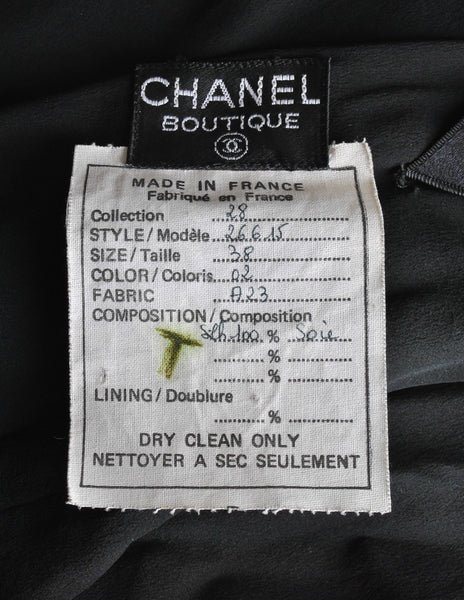 CHANEL
BOUTIQUE
MADE IN FRANCE
Fabriqué en France
Collection 28
STYLE / Modèle 26615
SIZE / Taille 38
COLOR / Coloris 02
FABRIC A23
COMPOSITION / Composition
T Silk 100 % Soie
%
%
LINING / Doublure
%
DRY CLEAN ONLY
NETTOYER A SEC SEULEMENT